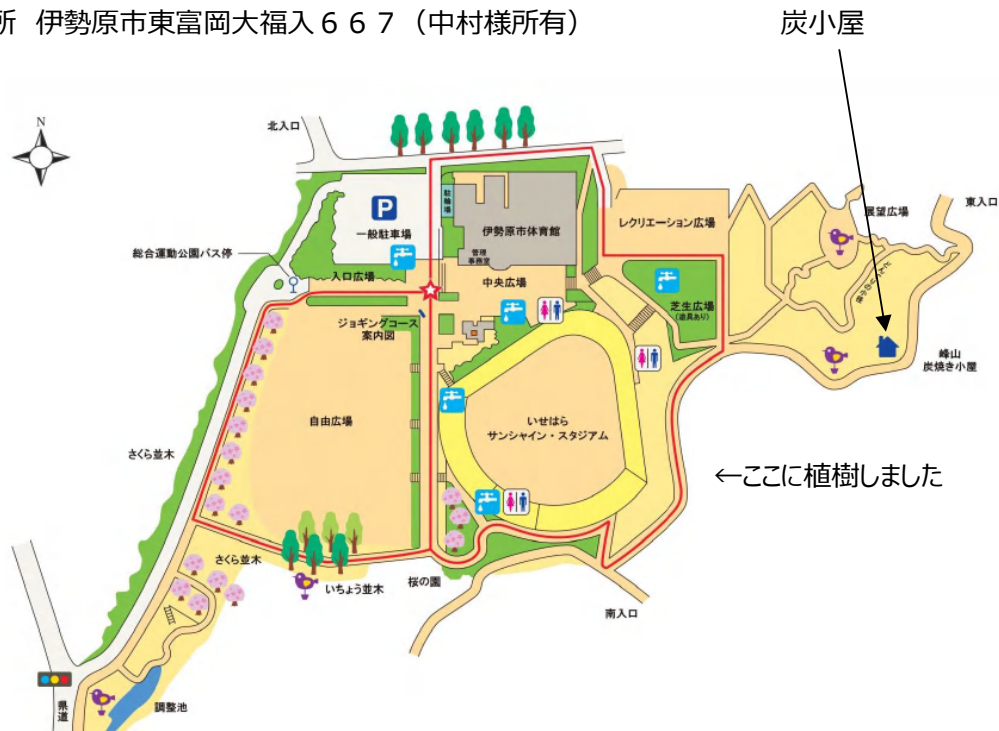 所 伊勢原市東富岡大福入６６７（中村様所有）
炭小屋
N
北入口
P
一般駐車場
駐輪場
伊勢原市体育館
管理
事務室
レクリエーション広場
展望広場
東入口
総合運動公園バス停
入口広場
中央広場
芝生広場
(遊具あり)
ジョギングコース
案内図
峰山
炭焼き小屋
自由広場
いせはら
サンシャイン・スタジアム
さくら並木
←ここに植樹しました
さくら並木
いちょう並木
桜の園
南入口
県道
調整池